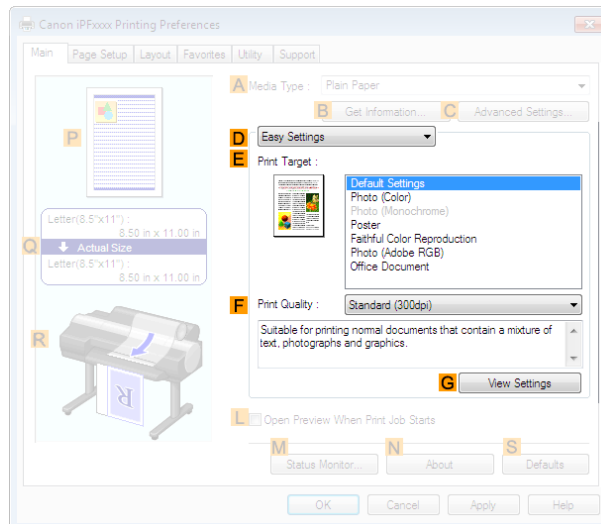 Canon iPFxxxx Printing Preferences
Main Page Setup Layout Favorites Utility Support
A Media Type : Plain Paper
B Get Information... C Advanced Settings...
D Easy Settings
E Print Target :
Default Settings
Photo (Color)
Photo (Monochrome)
Poster
Faithful Color Reproduction
Photo (Adobe RGB)
Office Document
P
Letter(8.5"x11") :
8.50 in x 11.00 in
Q Actual Size
Letter(8.5"x11") :
8.50 in x 11.00 in
F Print Quality : Standard (300dpi)
Suitable for printing normal documents that contain a mixture of
text, photographs and graphics.
R
R
G View Settings
L Open Preview When Print Job Starts
M Status Monitor... N About S Defaults
OK Cancel Apply Help